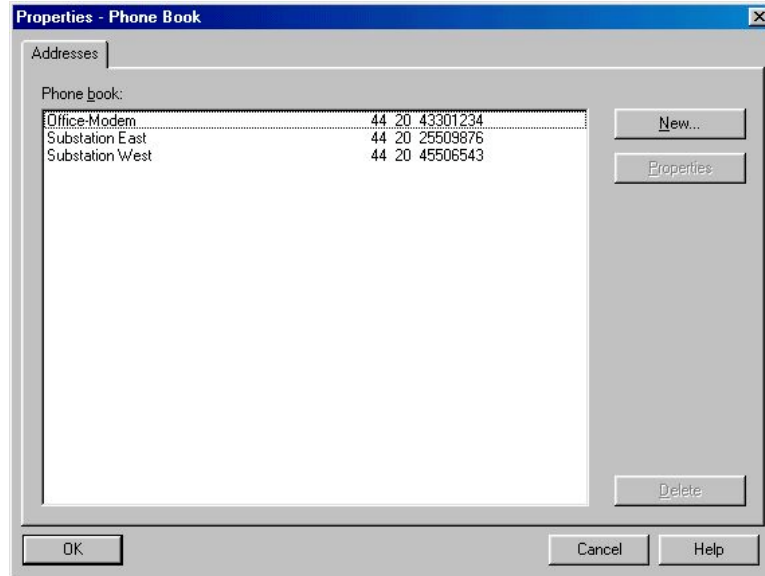 Properties - Phone Book
Addresses
Phone book:
Office-Modem 44 20 43301234
Substation East 44 20 25509876
Substation West 44 20 45506543
New...
Properties
Delete
OK
Cancel
Help